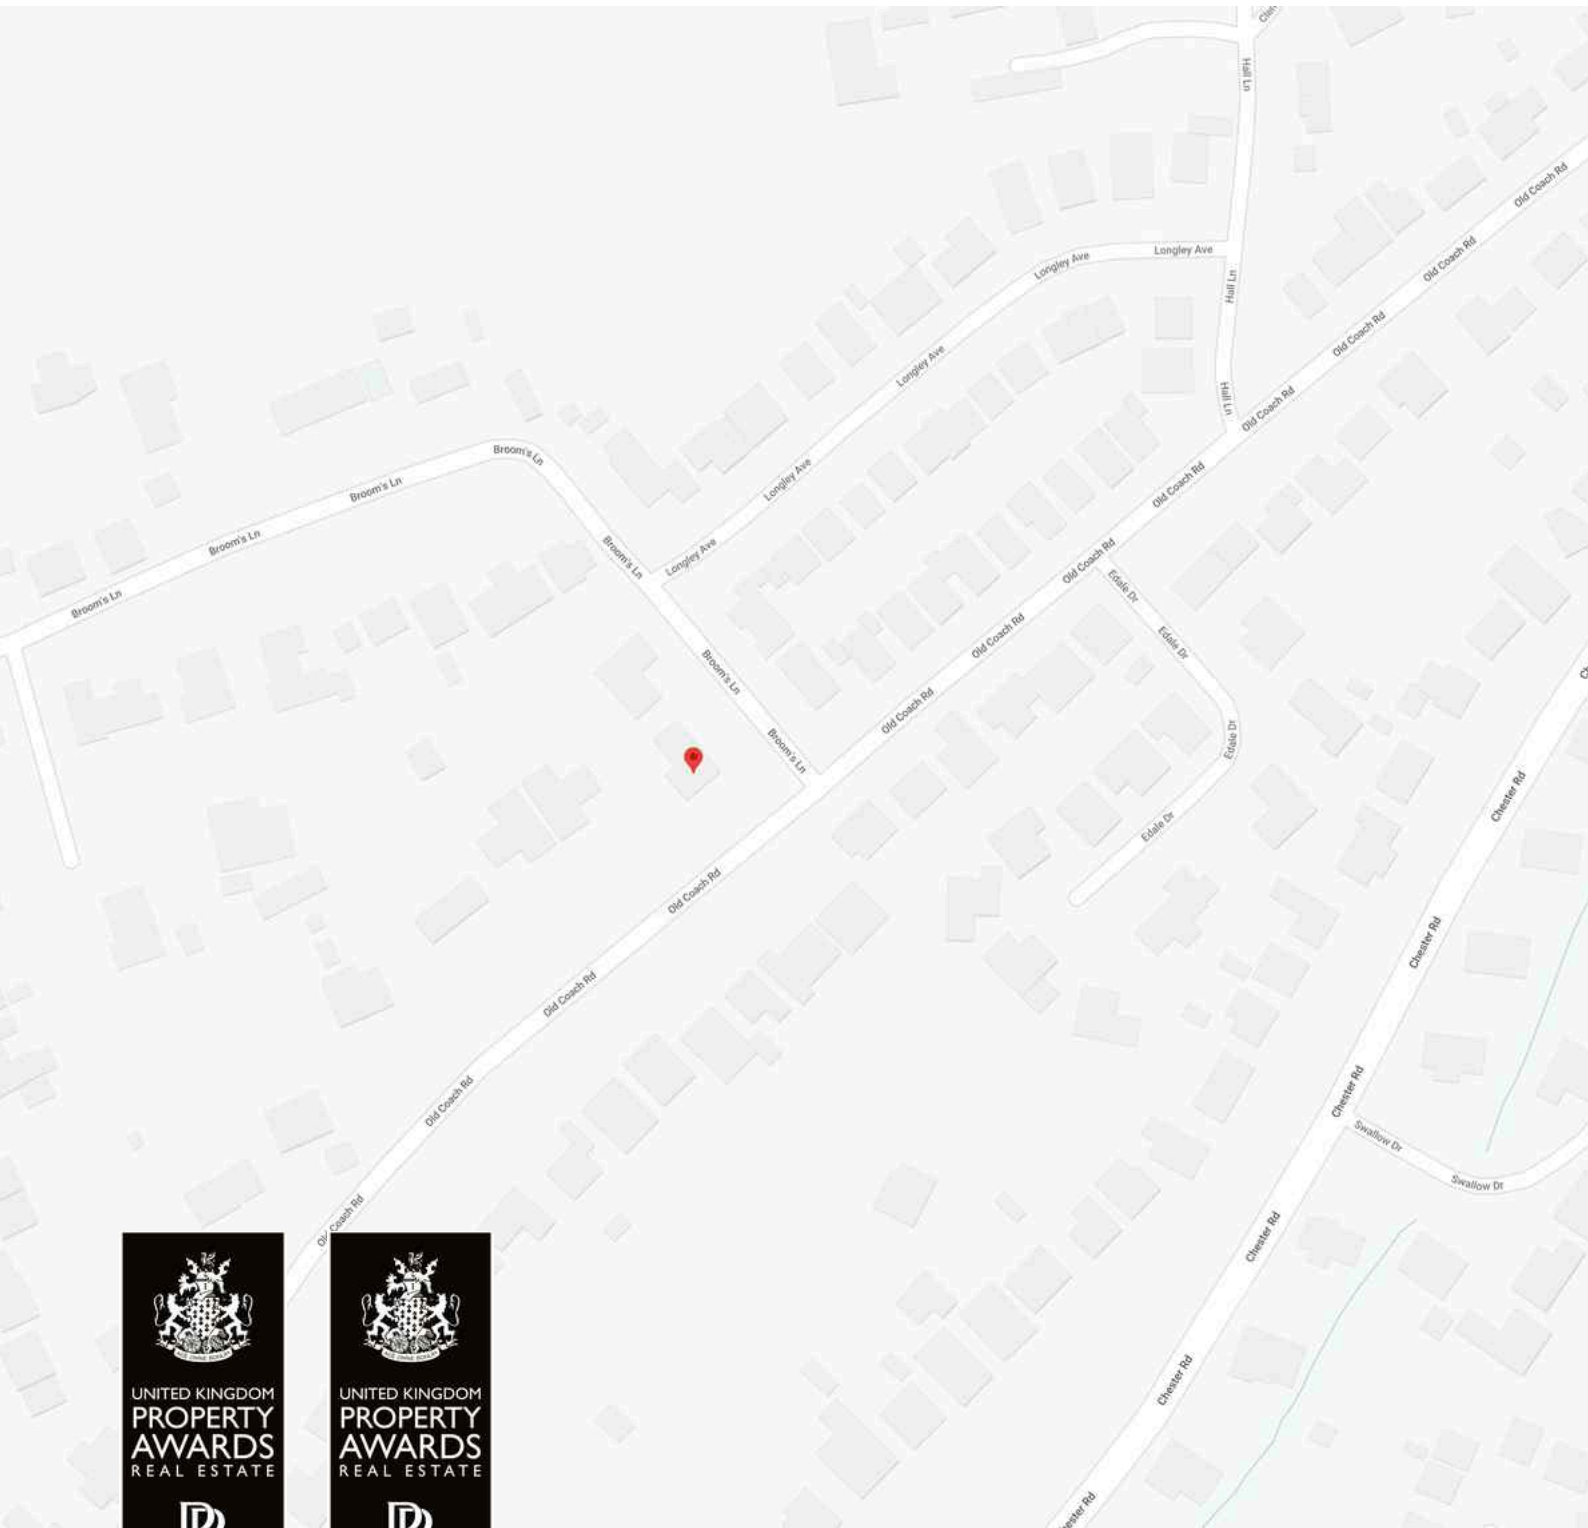 Hall Ln
Old Coach Rd
Old Coach Rd
Longley Ave
Longley Ave
Hall Ln
Old Coach Rd
Longley Ave
Hall Ln
Old Coach Rd
Broom's Ln
Longley Ave
Old Coach Rd
Broom's Ln
Broom's Ln
Broom's Ln
Longley Ave
Old Coach Rd
Edale Dr
Broom's Ln
Old Coach Rd
Edale Dr
Broom's Ln
Old Coach Rd
Edale Dr
Broom's Ln
Chester Rd
Edale Dr
Old Coach Rd
Chester Rd
Old Coach Rd
Old Coach Rd
Chester Rd
Swallow Dr
Swallow Dr
Old Coach Rd
Chester Rd
Chester Rd
UNITED KINGDOM
PROPERTY
AWARDS
REAL ESTATE
UNITED KINGDOM
PROPERTY
AWARDS
REAL ESTATE
ester Rd